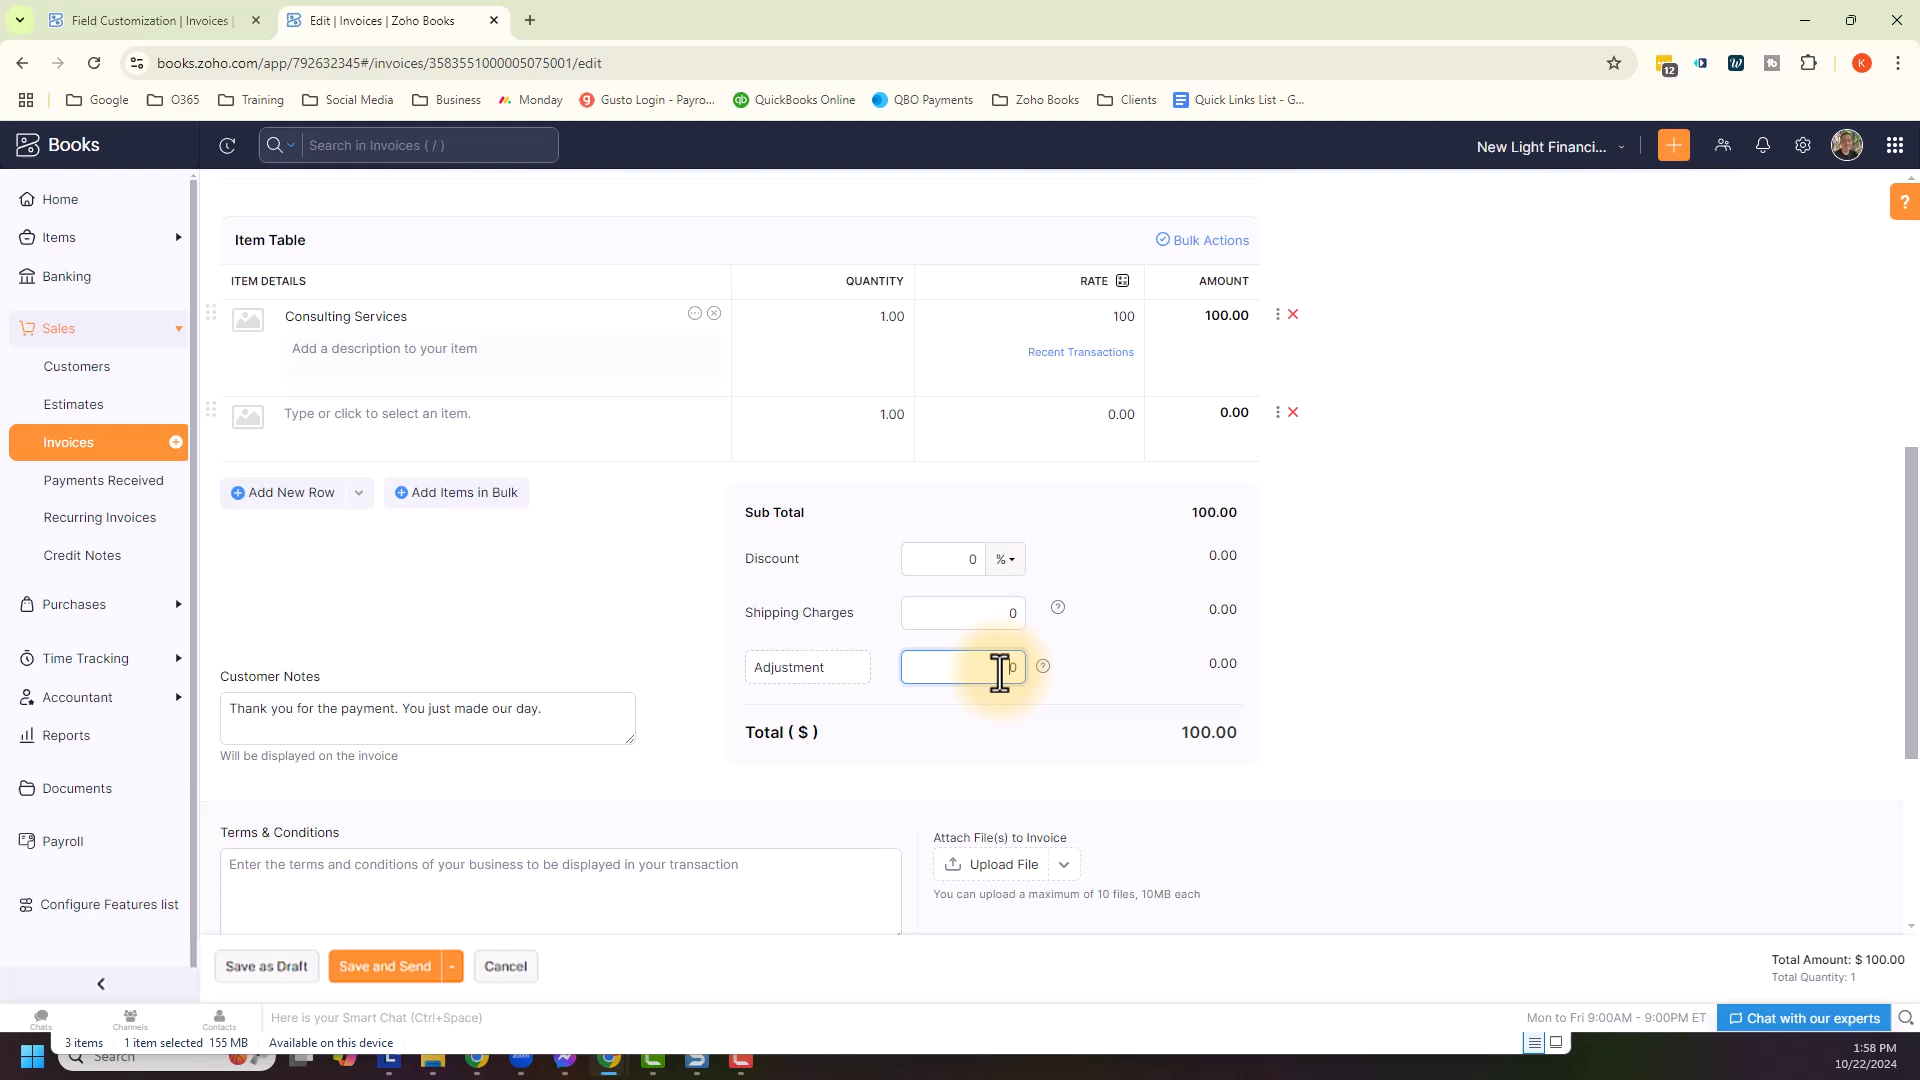 Field Customization | Invoices |
Edit | Invoices | Zoho Books
books.zoho.com/app/792632345#/invoices/3583551000005075001/edit
12
K
Google
O365
Training
Social Media
Business
Monday
Gusto Login - Payro...
QuickBooks Online
QBO Payments
Zoho Books
Clients
Quick Links List - G...
Books
Search in Invoices ( / )
New Light Financi...
Home
Items
Banking
Sales
Customers
Estimates
Invoices
Payments Received
Recurring Invoices
Credit Notes
Purchases
Time Tracking
Accountant
Reports
Documents
Payroll
Configure Features list
Item Table
Bulk Actions
ITEM DETAILS QUANTITY RATE AMOUNT
Consulting Services 1.00 100 100.00
Add a description to your item
Recent Transactions
Type or click to select an item. 1.00 0.00 0.00
Add New Row
Add Items in Bulk
Sub Total 100.00
Discount 0 % 0.00
Shipping Charges 0 ? 0.00
Adjustment 0 ? 0.00
Total ( $ ) 100.00
Customer Notes
Thank you for the payment. You just made our day.
Will be displayed on the invoice
Terms & Conditions
Enter the terms and conditions of your business to be displayed in your transaction
Attach File(s) to Invoice
Upload File
You can upload a maximum of 10 files, 10MB each
?
Save as Draft
Save and Send
Cancel
Total Amount: $ 100.00
Total Quantity: 1
Chats
Channels
Contacts
Here is your Smart Chat (Ctrl+Space)
Mon to Fri 9:00AM - 9:00PM ET
Chat with our experts
3 items 1 item selected 155 MB Available on this device
Search
zoom
1:58 PM
10/22/2024